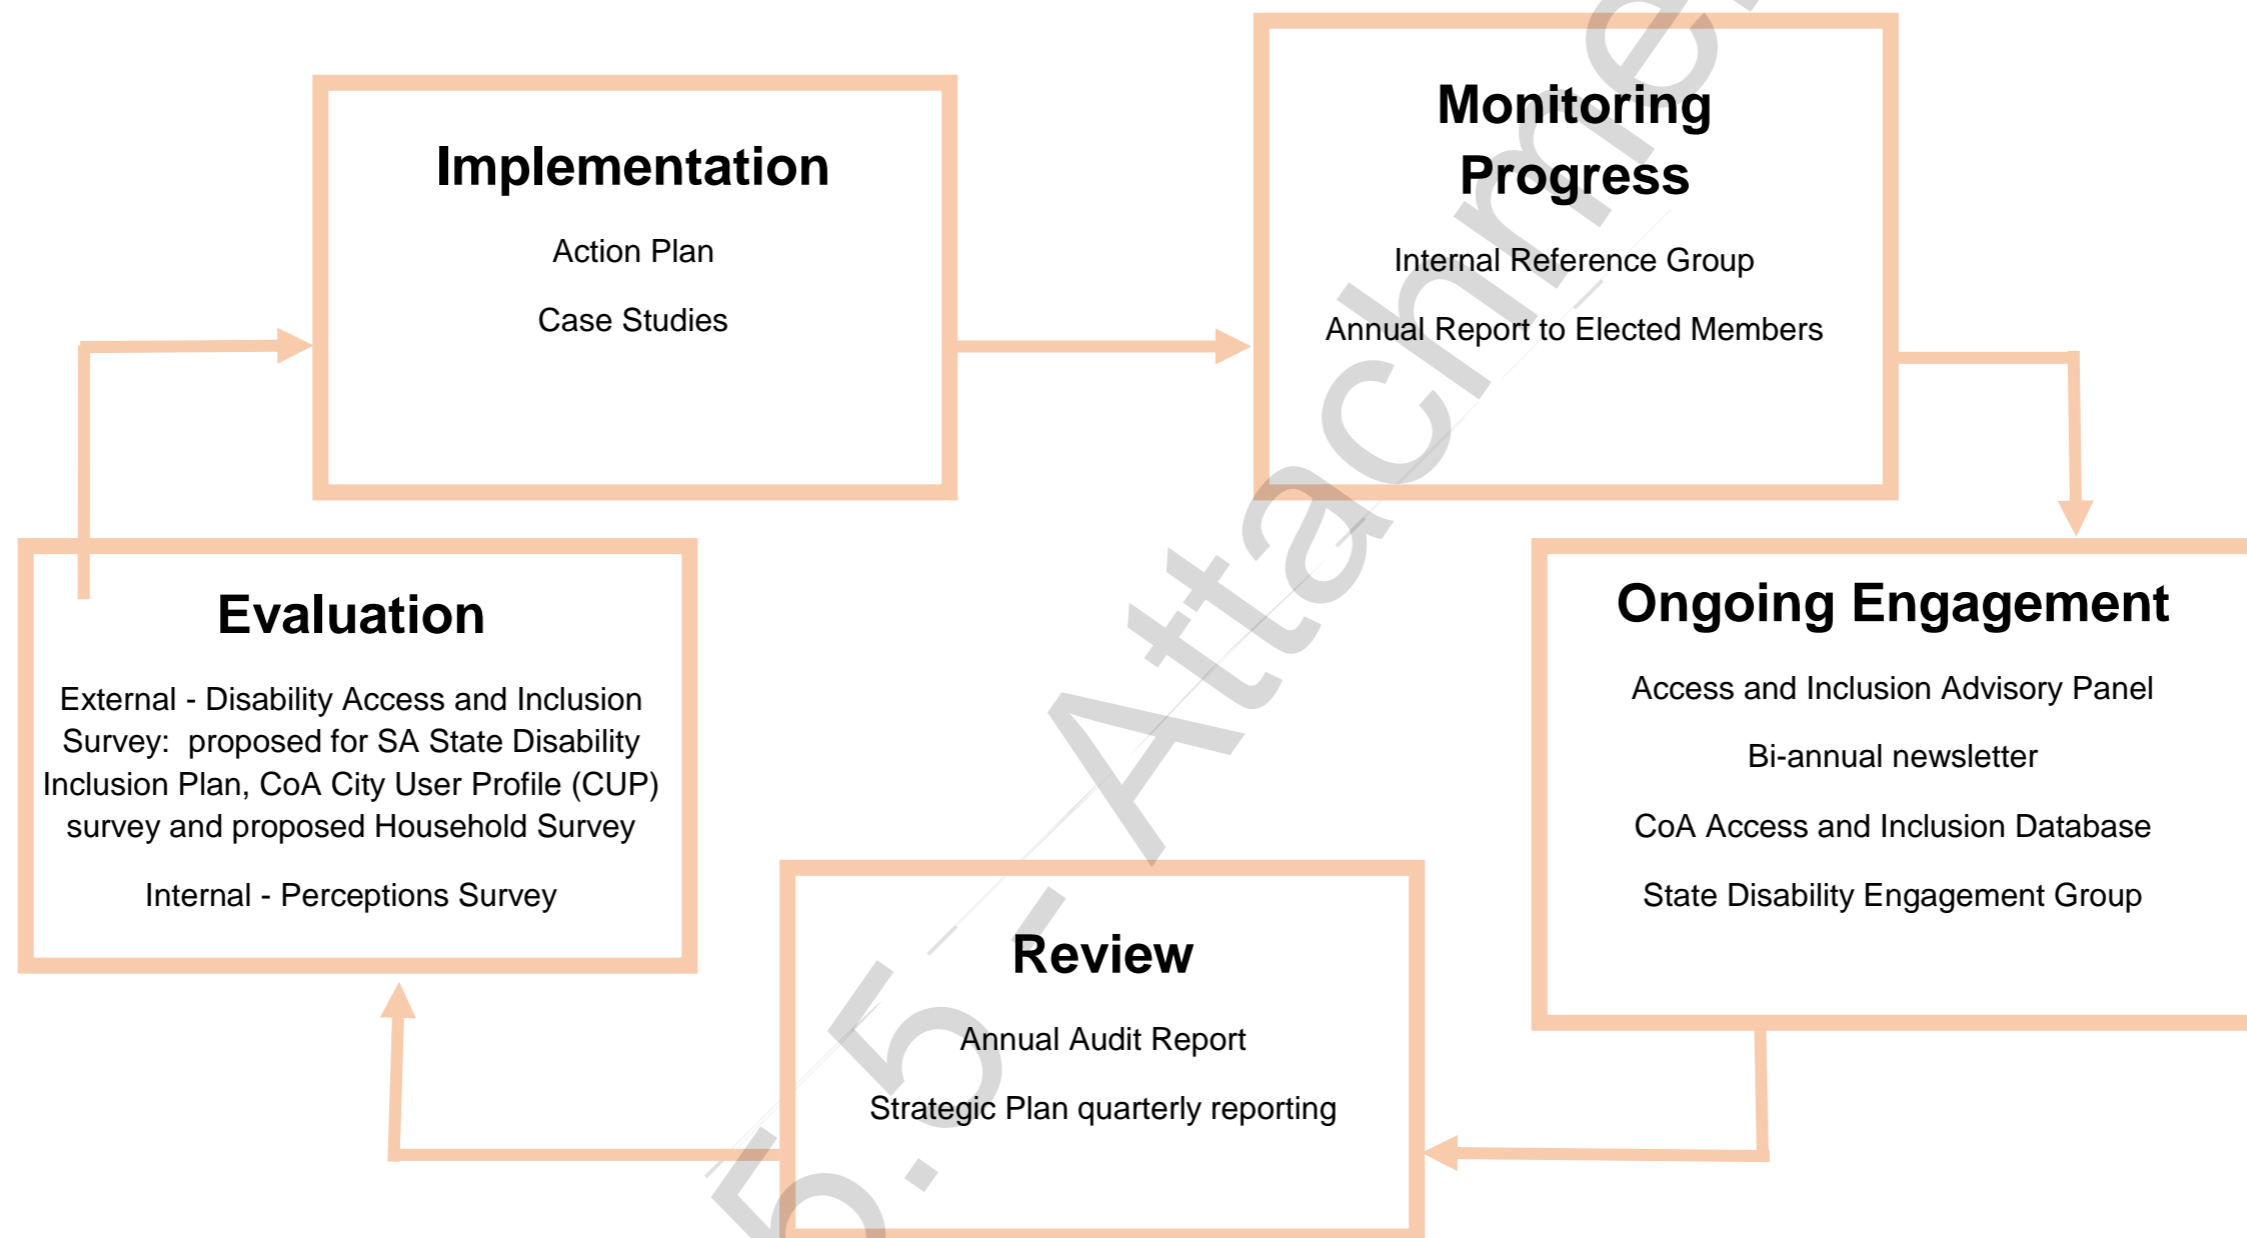 Implementation
Action Plan
Case Studies
Monitoring
Progress
Internal Reference Group
Annual Report to Elected Members
Ongoing Engagement
Access and Inclusion Advisory Panel
Bi-annual newsletter
CoA Access and Inclusion Database
State Disability Engagement Group
Review
Annual Audit Report
Strategic Plan quarterly reporting
Evaluation
External - Disability Access and Inclusion
Survey:  proposed for SA State Disability
Inclusion Plan, CoA City User Profile (CUP)
survey and proposed Household Survey
Internal - Perceptions Survey